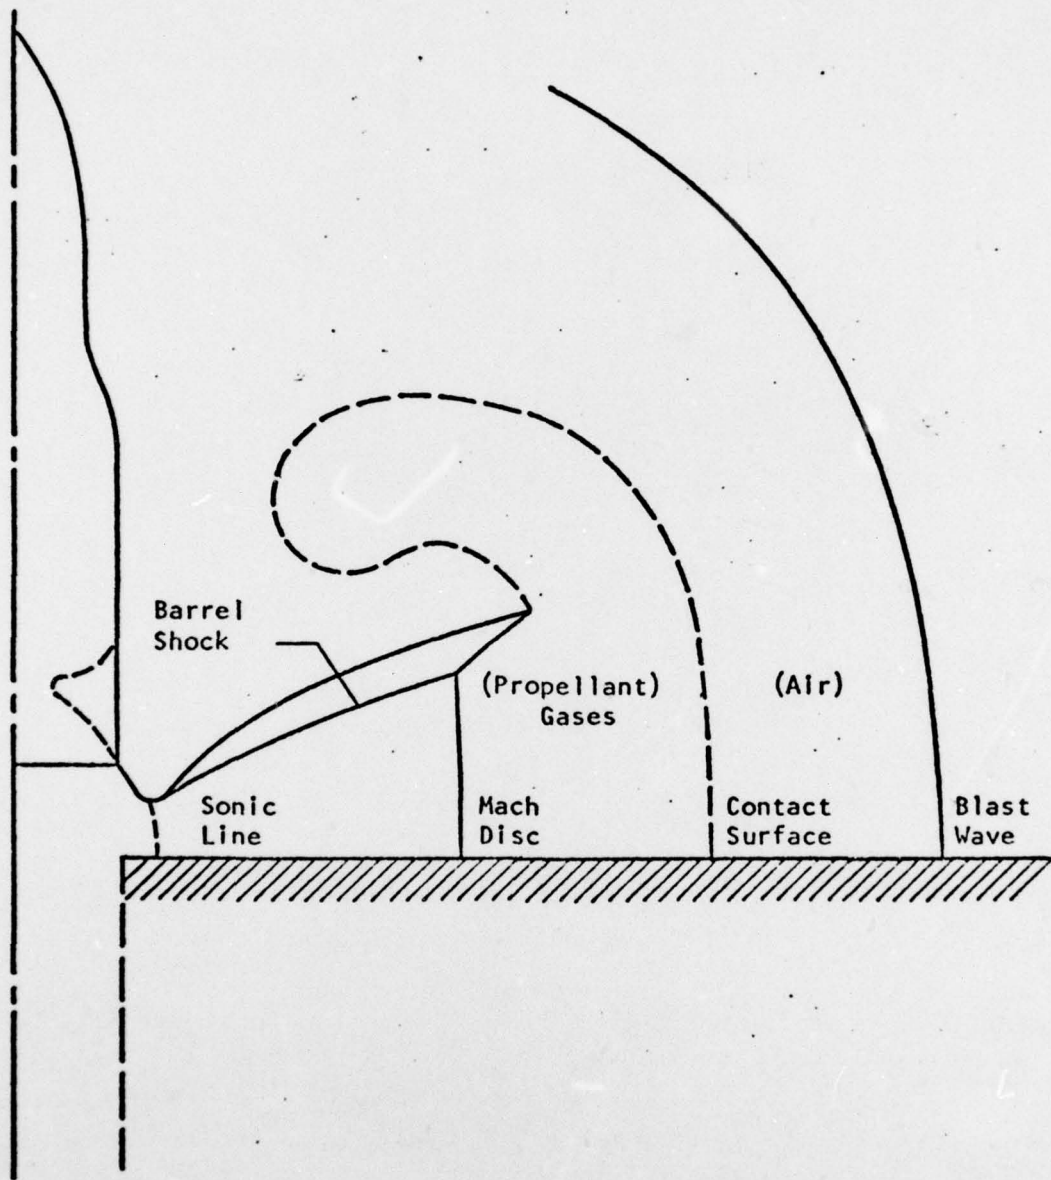 Barrel
Shock
(Propellant)
Gases
(Air)
Sonic
Line
Mach
Disc
Contact
Surface
Blast
Wave